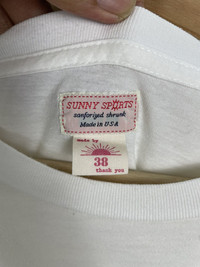 SUNNY SPORTS
sanforized shrunk
Made in U.S.A
made by
38
thank you